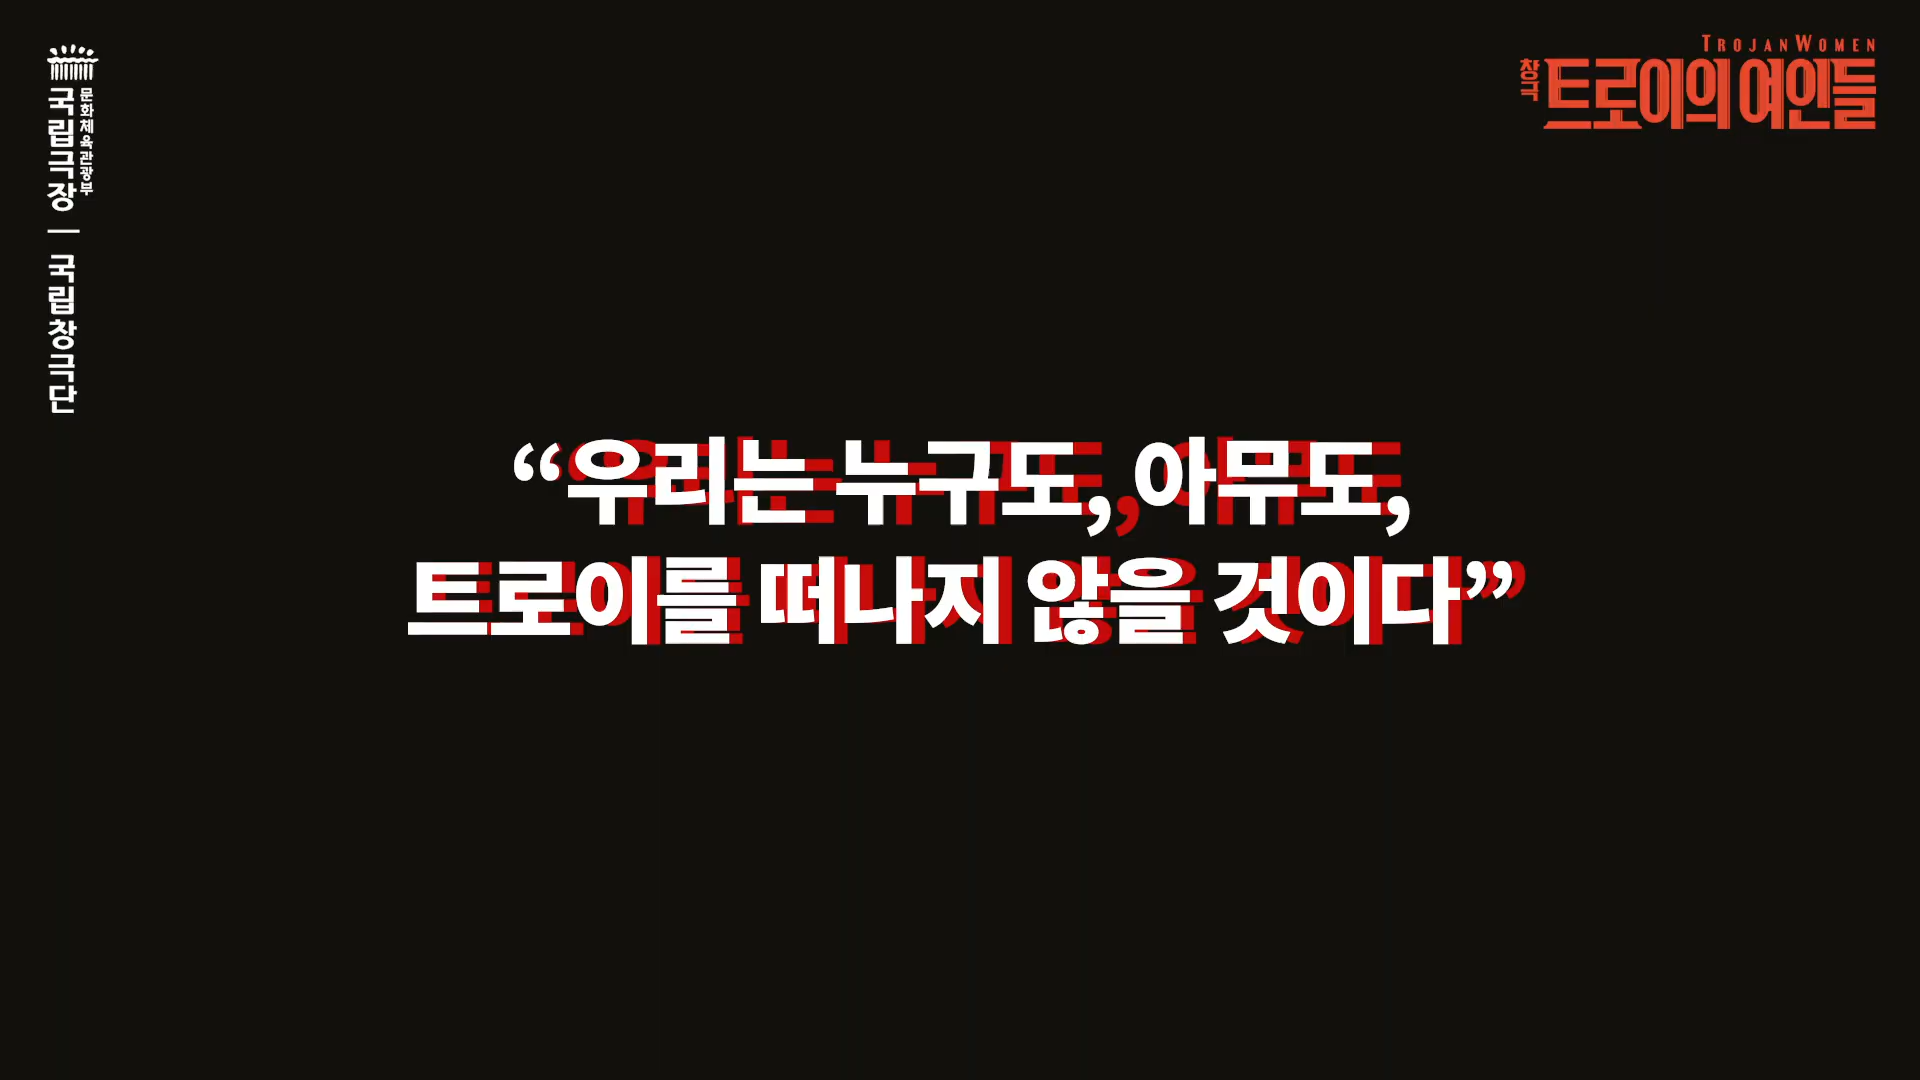 문화체육관광부
국립극장 | 국립창극단
TROJAN WOMEN
창극
트로이의 여인들
“우리는 누구도, 아무도,
트로이를 떠나지 않을 것이다”